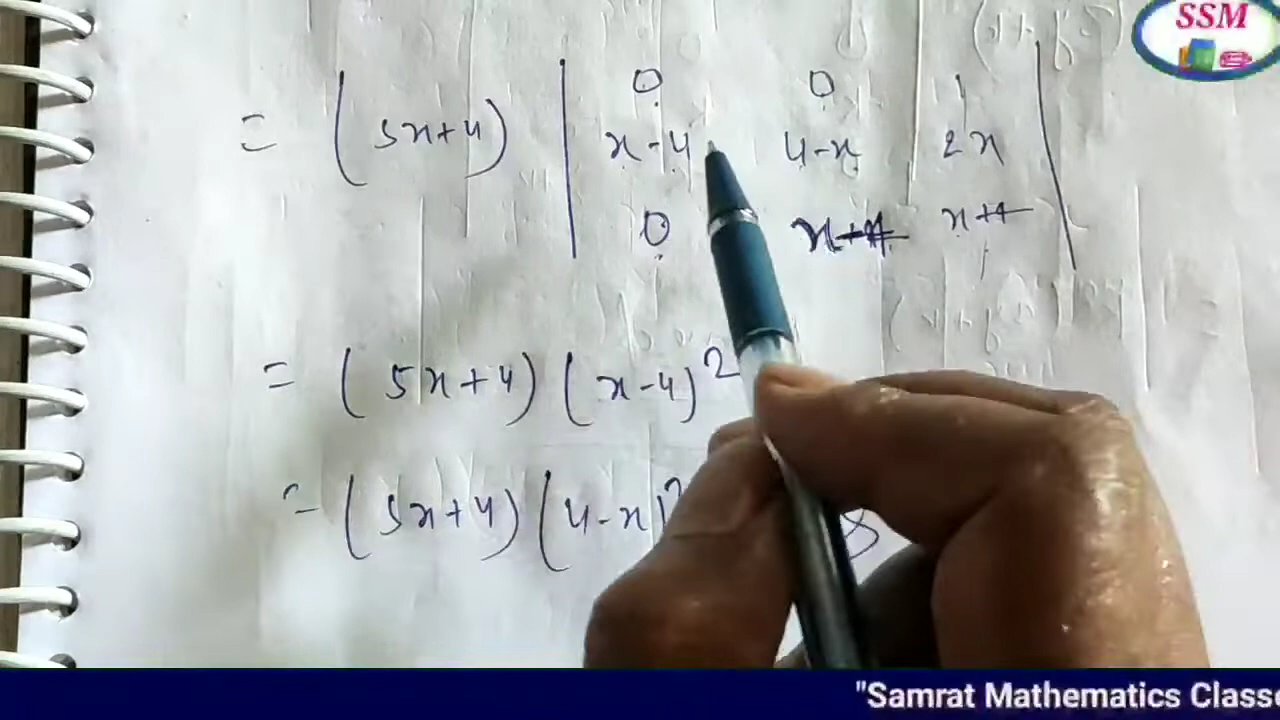 SSM
0 0 1
= (5x+4) | x-4 4-x 2x |
0 x+4
= (5x+4) (x-4)²
= (5x+4) (4-x)²
"Samrat Mathematics Classe